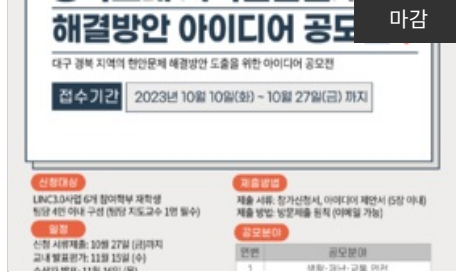 마감
해결방안 아이디어 공모
대구 경북 지역의 현안문제 해결방안 도출을 위한 아이디어 공모전
접수기간 2023년 10월 10일(화) ~ 10월 27일(금) 까지
신청대상
LINC3.0사업 6개 참여학부 재학생
팀당 4인 이내 구성 (팀당 지도교수 1명 필수)
일정
신청 서류제출: 10월 27일 (금)까지
교내 발표평가: 11월 15일 (수)
제출방법
제출 서류: 참가신청서, 아이디어 제안서 (5장 이내)
제출 방법: 방문제출 원칙 (이메일 가능)
공모분야
연번 공모분야
1 생활·재난·교통 안전